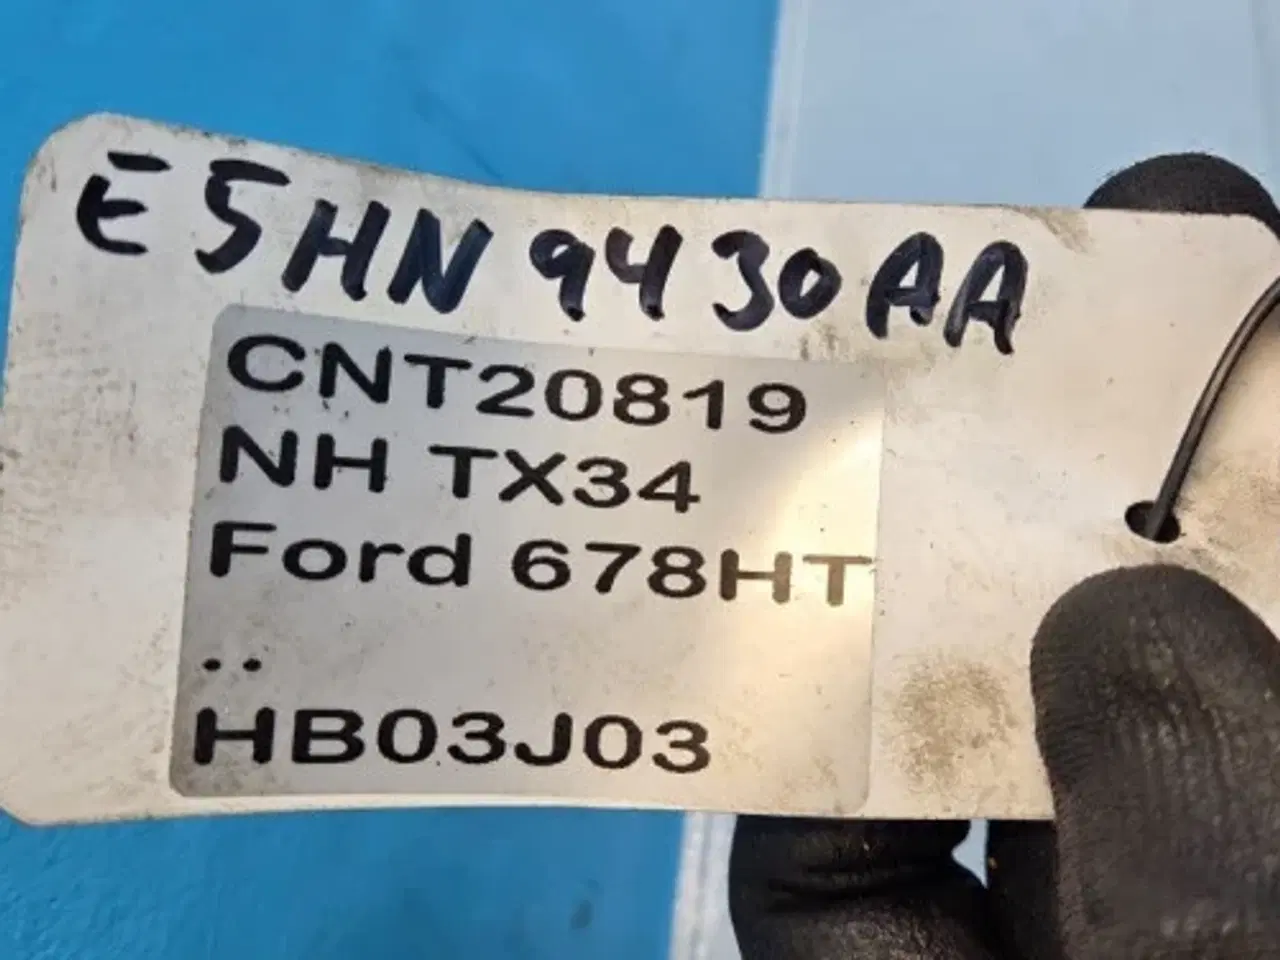 E5HN9430AA
CNT20819
NH TX34
Ford 678HT
..
HB03J03